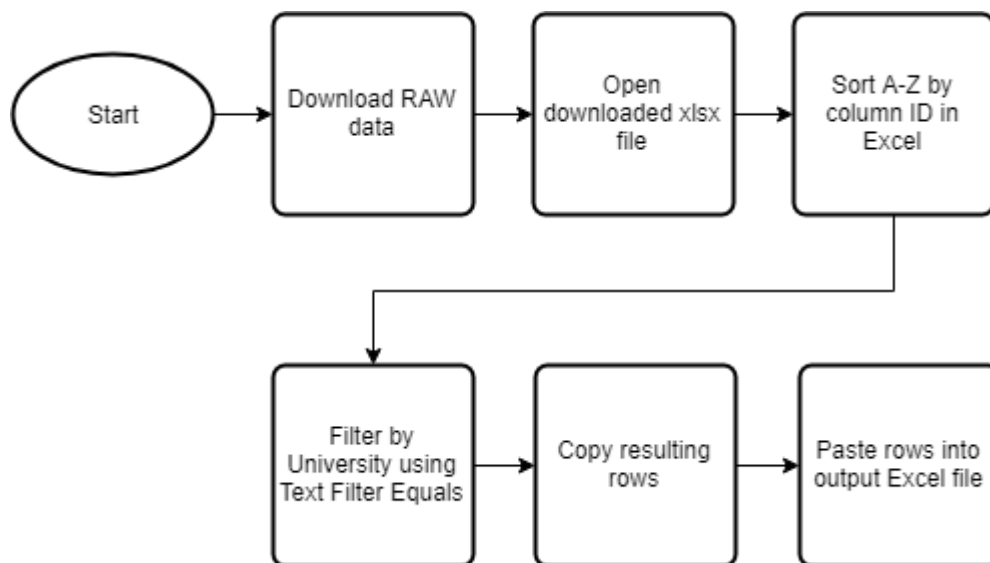 Start
Download RAW
data
Open
downloaded xlsx
file
Sort A-Z by
column ID in
Excel
Filter by
University using
Text Filter Equals
Copy resulting
rows
Paste rows into
output Excel file